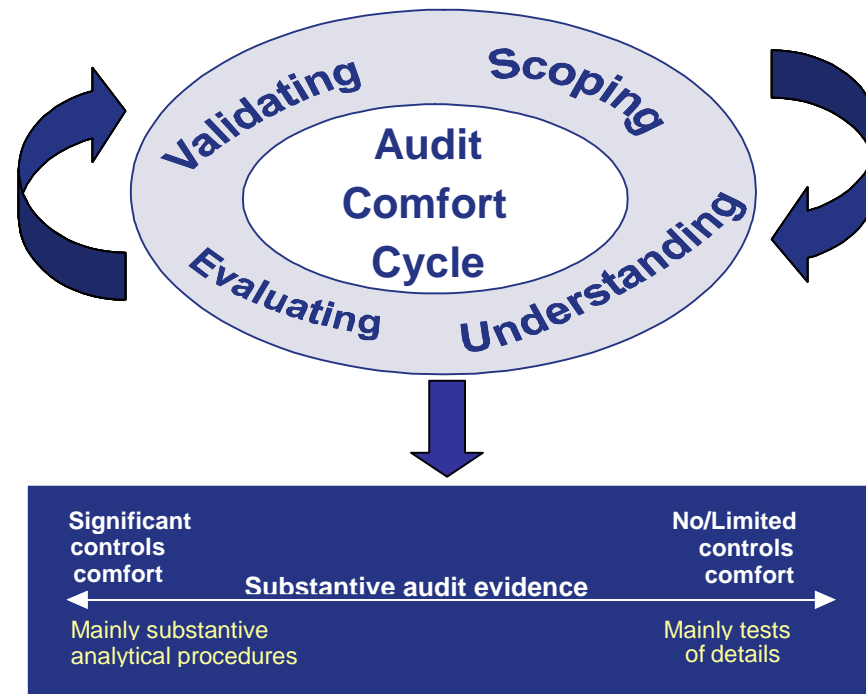 Validating
Scoping
Audit
Comfort
Cycle
Evaluating
Understanding
Significant
controls
comfort
No/Limited
controls
comfort
Substantive audit evidence
Mainly substantive
analytical procedures
Mainly tests
of details